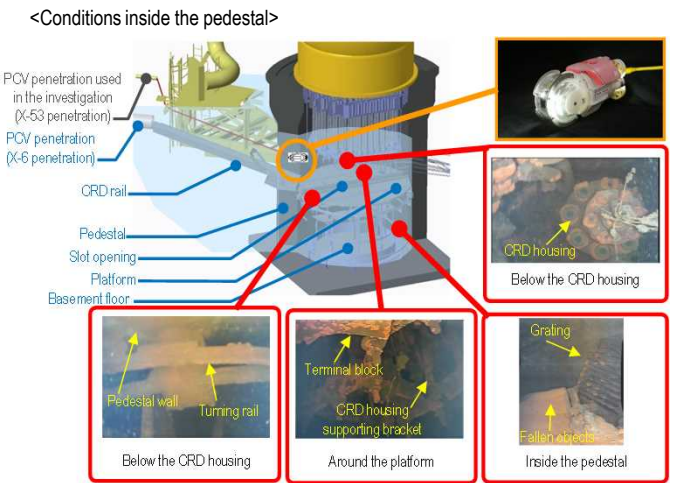 <Conditions inside the pedestal>
PCV penetration used
in the investigation
(X-53 penetration)
PCV penetration
(X-6 penetration)
CRD rail
Pedestal
Slot opening
Platform
Basement floor
CRD housing
Below the CRD housing
Pedestal wall
Turning rail
Below the CRD housing
Terminal block
CRD housing
supporting bracket
Around the platform
Grating
Fallen objects
Inside the pedestal